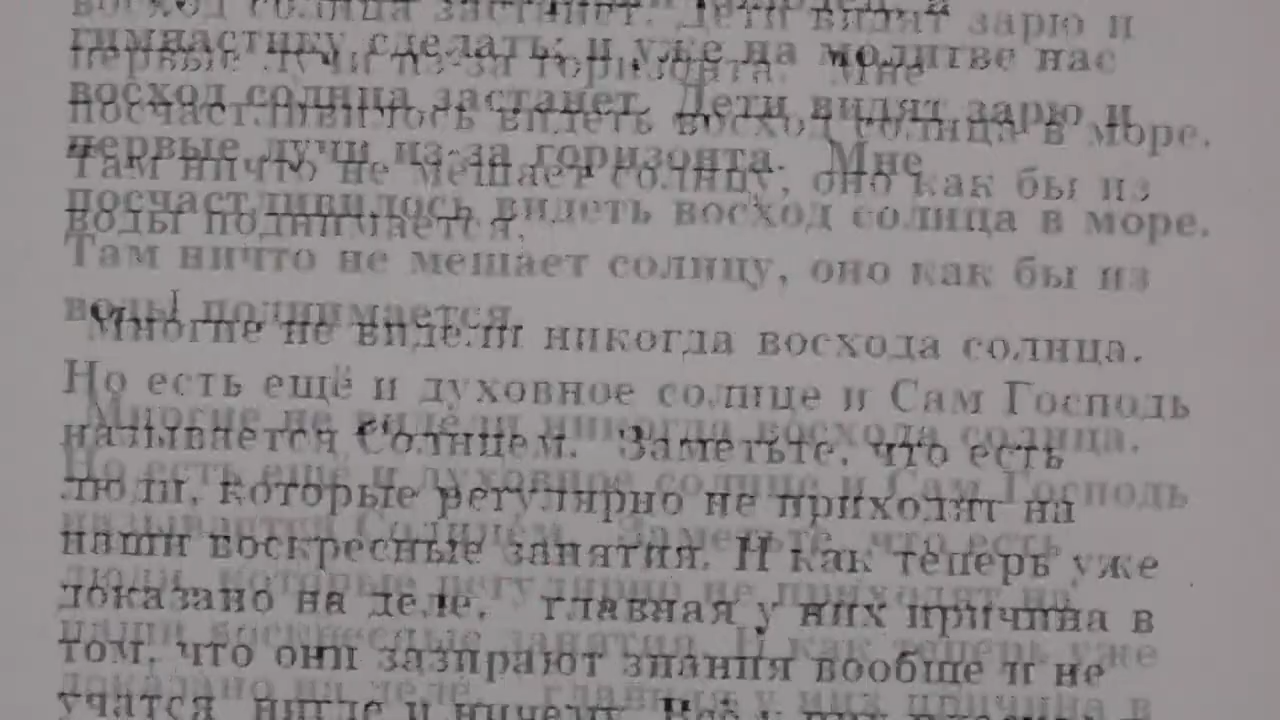 гимнастику сделать; и уже на молитве нас
восход солнца застанет. Дети видят зарю и
первые лучи из-за горизонта. Мне
посчастливилось видеть восход солнца в море.
Там ничто не мешает солнцу, оно как бы из
воды поднимается.
Многие не видели никогда восхода солнца.
Но есть ещё и духовное солнце и Сам Господь
называется Солнцем. Заметьте, что есть
люди, которые регулярно не приходят на
наши воскресные занятия. И как теперь уже
доказано на деле, главная у них причина в
том, что они зазирают знания вообще и не
учатся нигде и ничему.